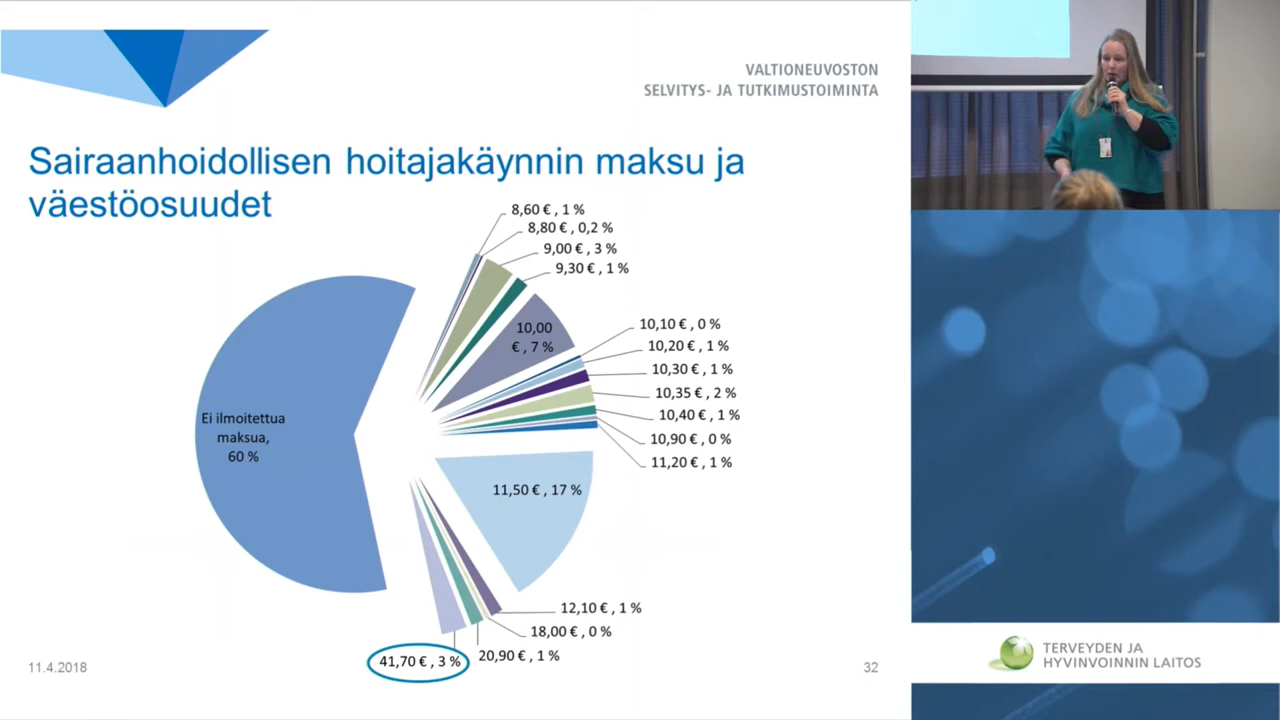 VALTIONEUVOSTON
SELVITYS- JA TUTKIMUSTOIMINTA
Sairaanhoidollisen hoitajakäynnin maksu ja
väestöosuudet
8,60 € , 1 %
8,80 € , 0,2 %
9,00 € , 3 %
9,30 € , 1 %
10,00
€ , 7 %
10,10 € , 0 %
10,20 € , 1 %
10,30 € , 1 %
10,35 € , 2 %
10,40 € , 1 %
10,90 € , 0 %
11,20 € , 1 %
Ei ilmoitettua
maksua,
60 %
11,50 € , 17 %
12,10 € , 1 %
18,00 € , 0 %
20,90 € , 1 %
41,70 € , 3 %
11.4.2018
32
TERVEYDEN JA
HYVINVOINNIN LAITOS